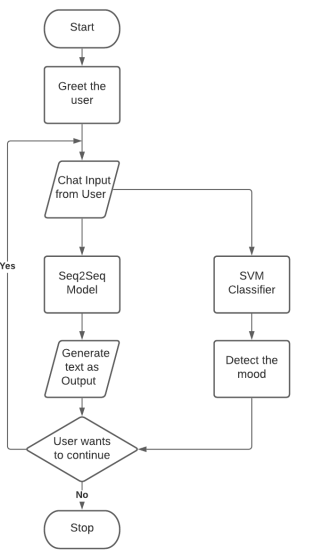 Start
Greet the
user
Chat Input
from User
Yes
Seq2Seq
Model
SVM
Classifier
Generate
text as
Output
Detect the
mood
User wants
to continue
No
Stop